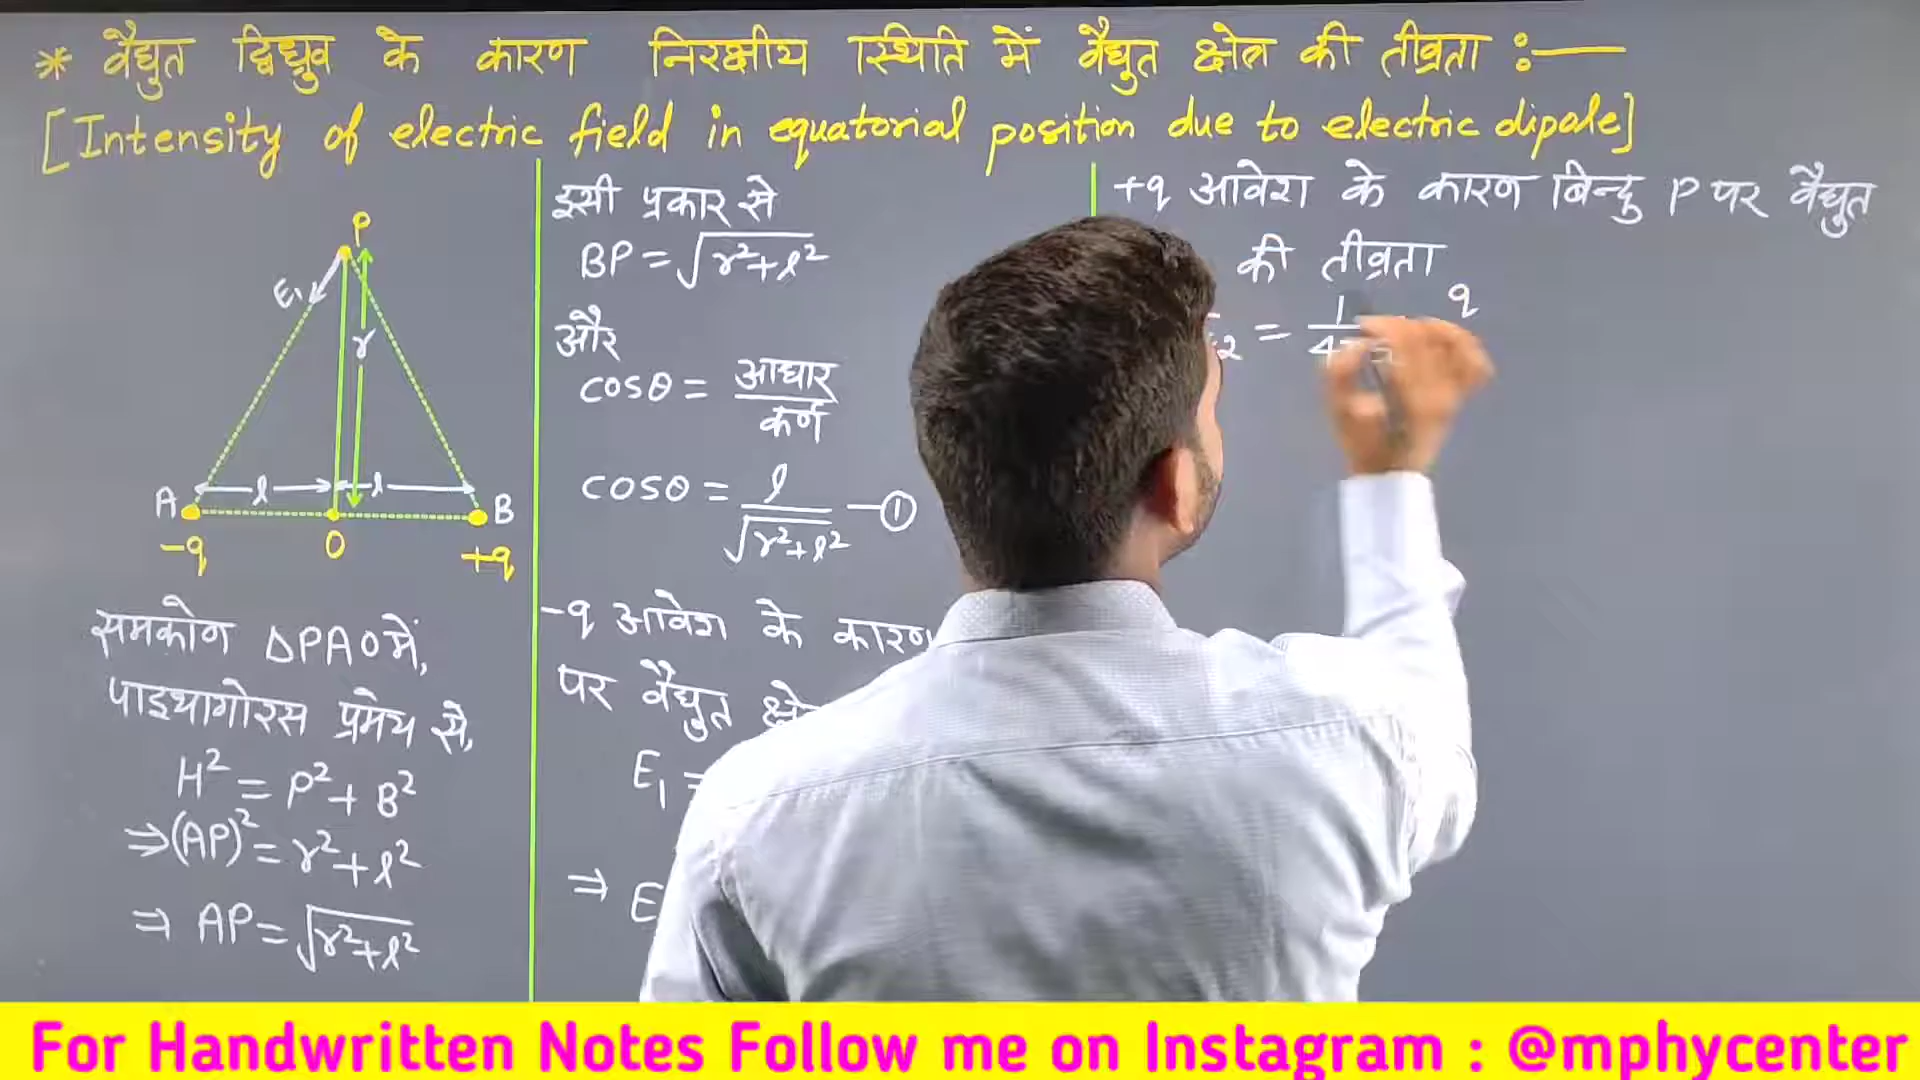 * वैद्युत द्विध्रुव के कारण निरक्षीय स्थिति में वैद्युत क्षेत्र की तीव्रता :—
[Intensity of electric field in equatorial position due to electric dipole]
P
E₁
r
l l
A B
-q O +q
समकोण ΔPAO में,
पाइथागोरस प्रमेय से,
H² = P² + B²
⇒ (AP)² = r² + l²
⇒ AP = √r²+l²
इसी प्रकार से
BP = √r²+l²
और
cosθ = आधार / कर्ण
cosθ = l / √r²+l² —①
-q आवेश के कारण
पर वैद्युत
E₁ =
⇒ E
+q आवेश के कारण बिन्दु P पर वैद्युत
की तीव्रता
₂ = 1 q
For Handwritten Notes Follow me on Instagram : @mphycenter